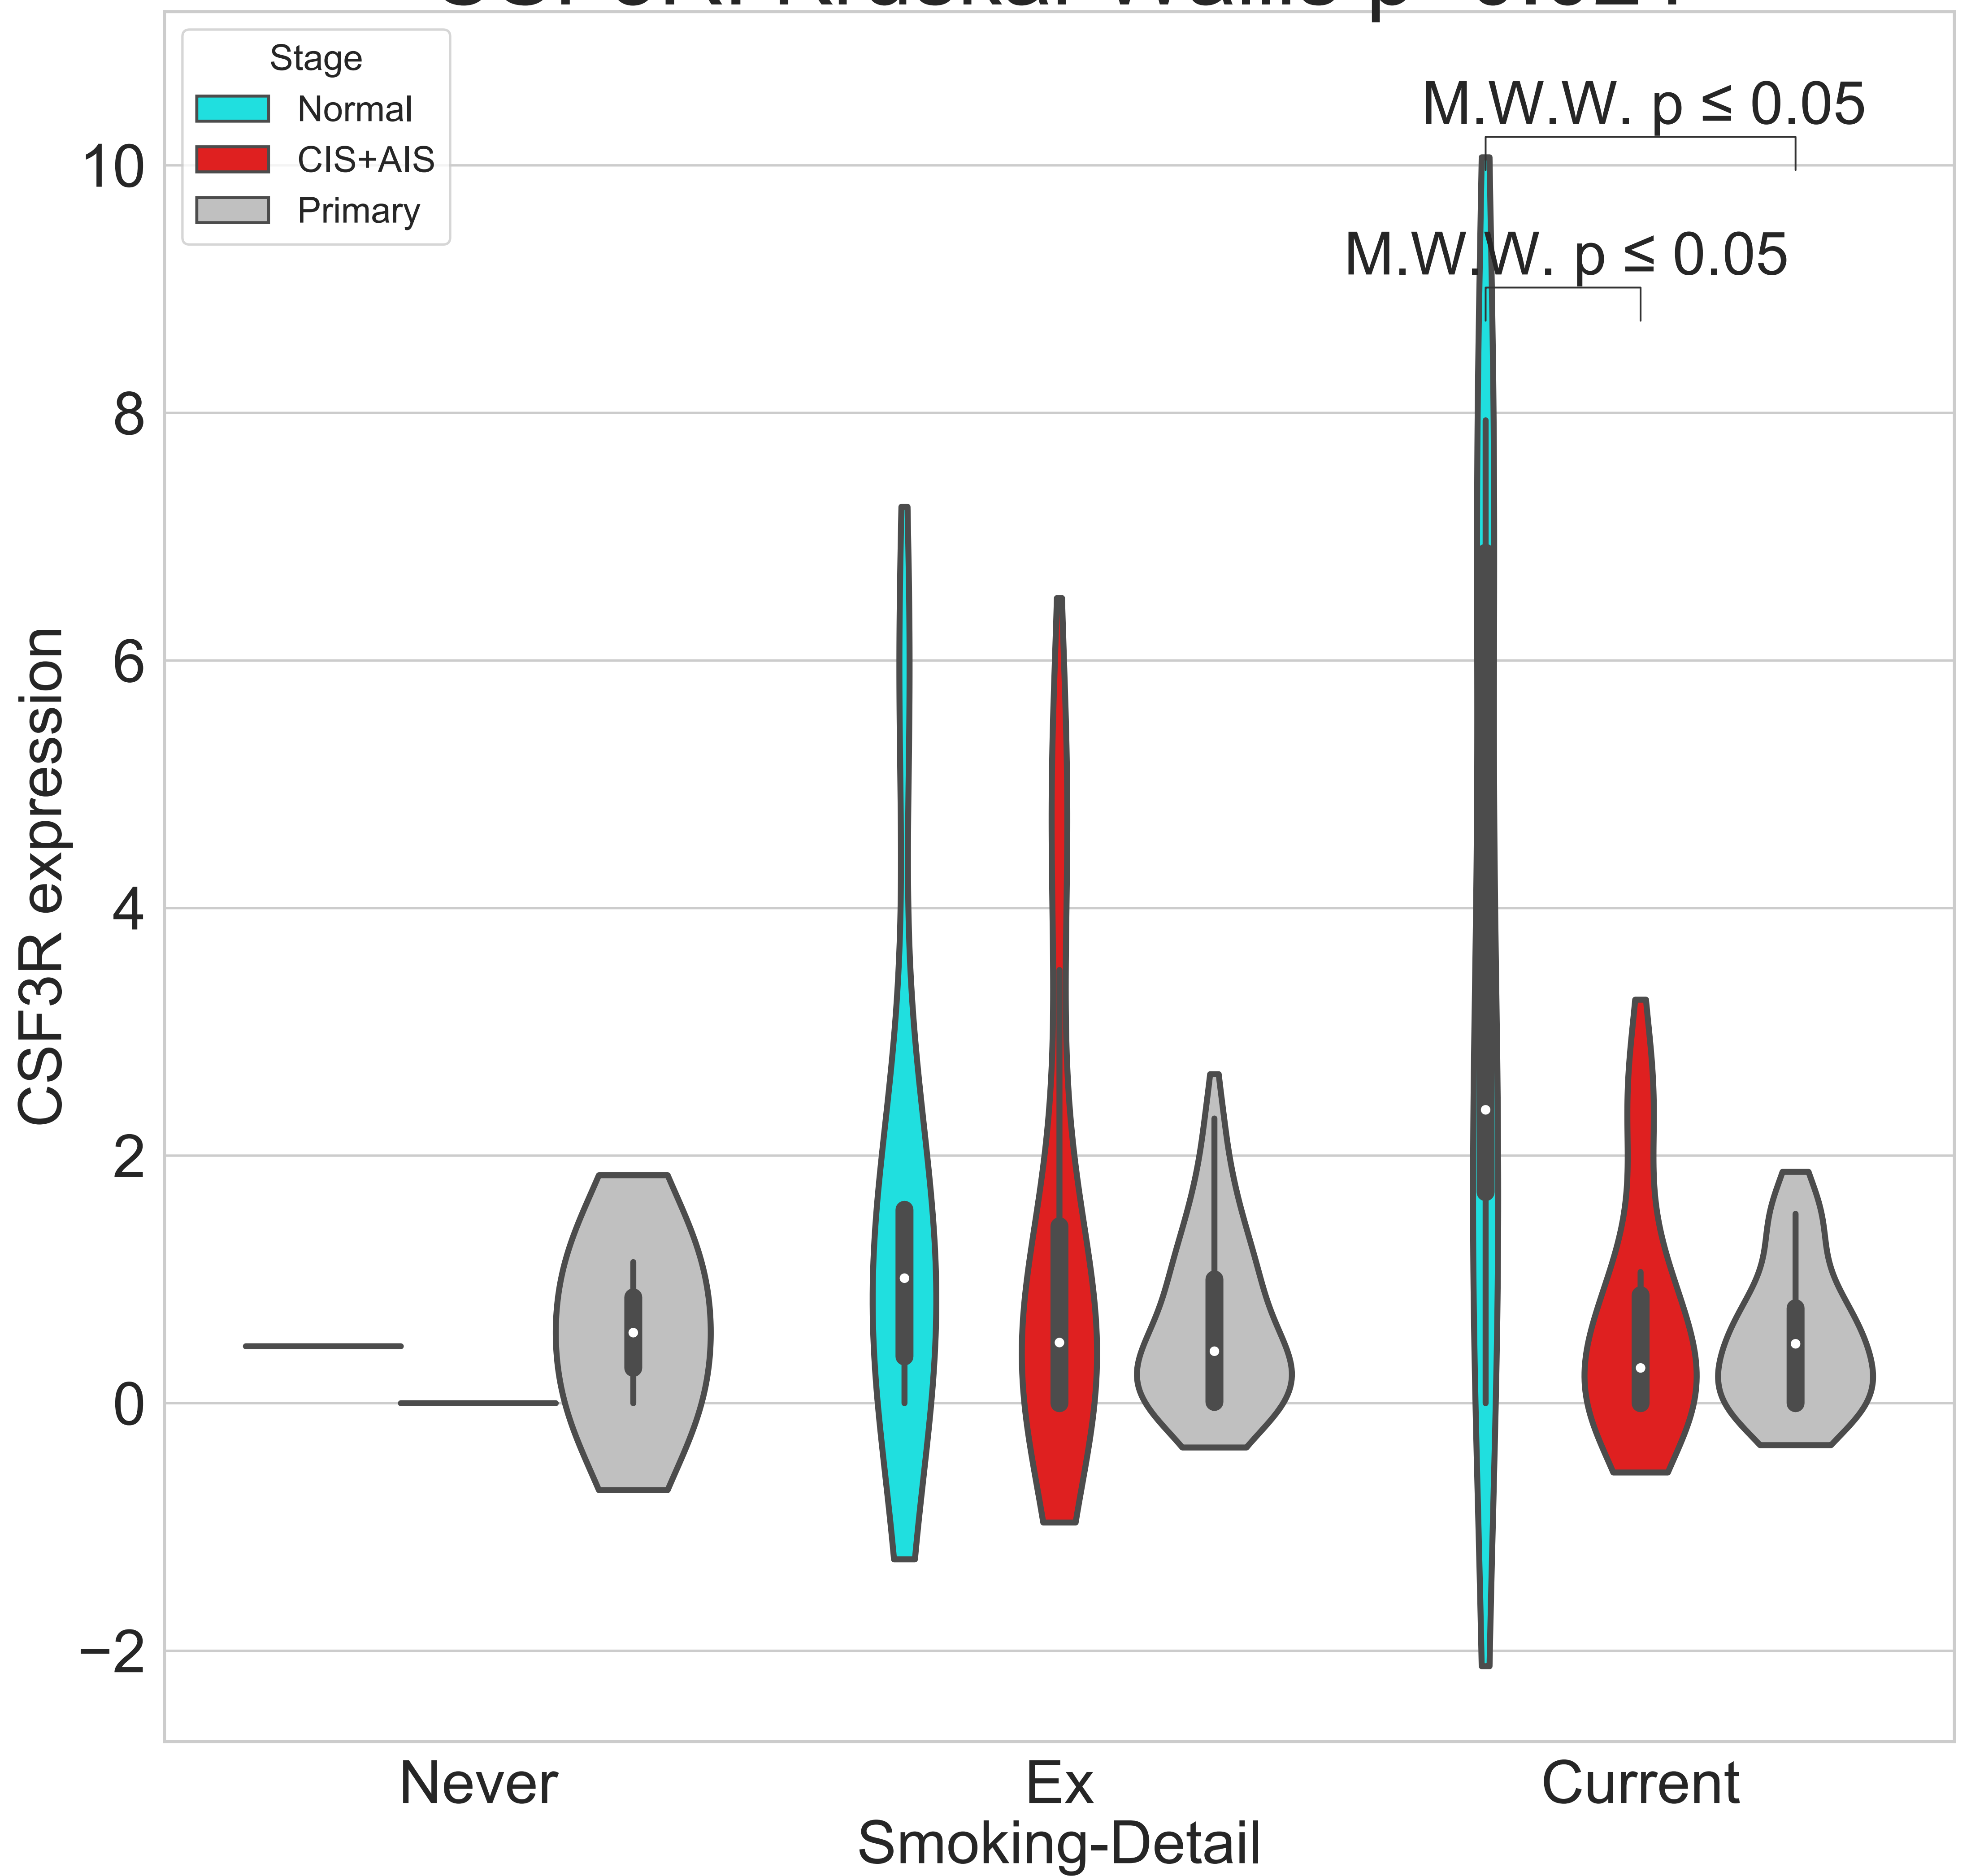 Stage
Normal
CIS+AIS
Primary
M.W.W. p ≤ 0.05
M.W.W. p ≤ 0.05
10
8
6
4
2
0
−2
CSF3R expression
Never
Ex
Current
Smoking-Detail